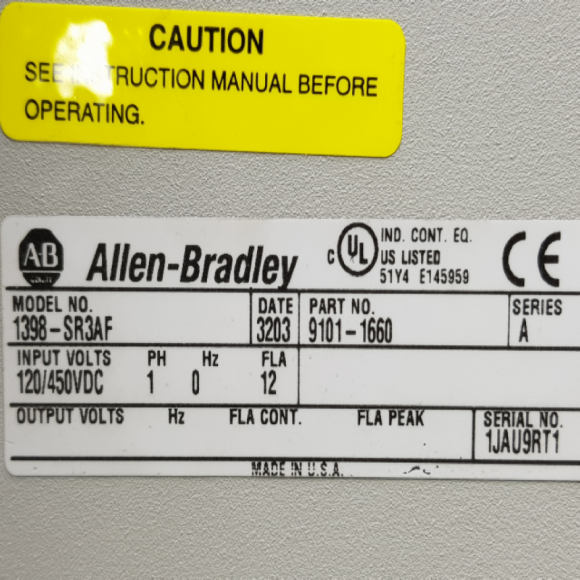 CAUTION
SEE INSTRUCTION MANUAL BEFORE
OPERATING.
A-B
Allen-Bradley
c UL IND. CONT. EQ.
US LISTED
51Y4 E145959
CE
MODEL NO. DATE PART NO. SERIES
1398-SR3AF 3203 9101-1660 A
INPUT VOLTS PH Hz FLA
120/450VDC 1 0 12
OUTPUT VOLTS Hz FLA CONT. FLA PEAK SERIAL NO.
1JAU9RT1
MADE IN U.S.A.